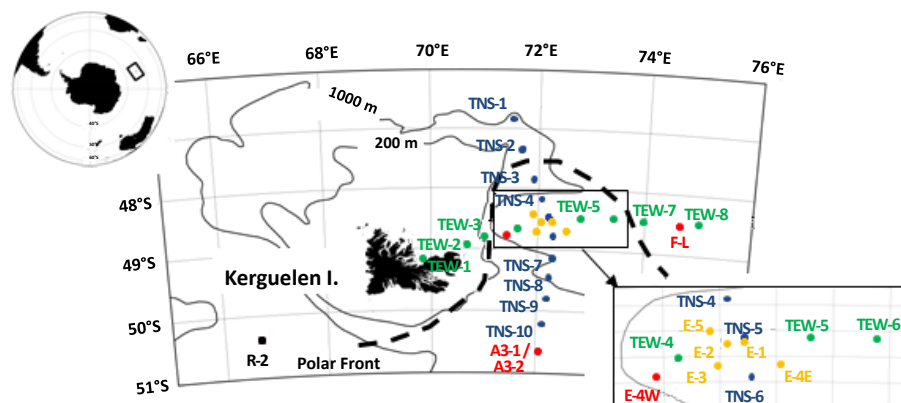 66°E
68°E
70°E
72°E
74°E
76°E
1000 m
TNS-1
200 m
TNS-2
TNS-3
48°S
TNS-4
TEW-5
TEW-7
TEW-8
TEW-3
TEW-2
F-L
TEW-1
49°S
TNS-7
Kerguelen I.
TNS-8
50°S
TNS-9
TNS-10
R-2
Polar Front
A3-1 /
A3-2
51°S
TNS-4
E-5
TNS-5
TEW-5
TEW-6
TEW-4
E-2
E-1
E-3
E-4E
E-4W
TNS-6